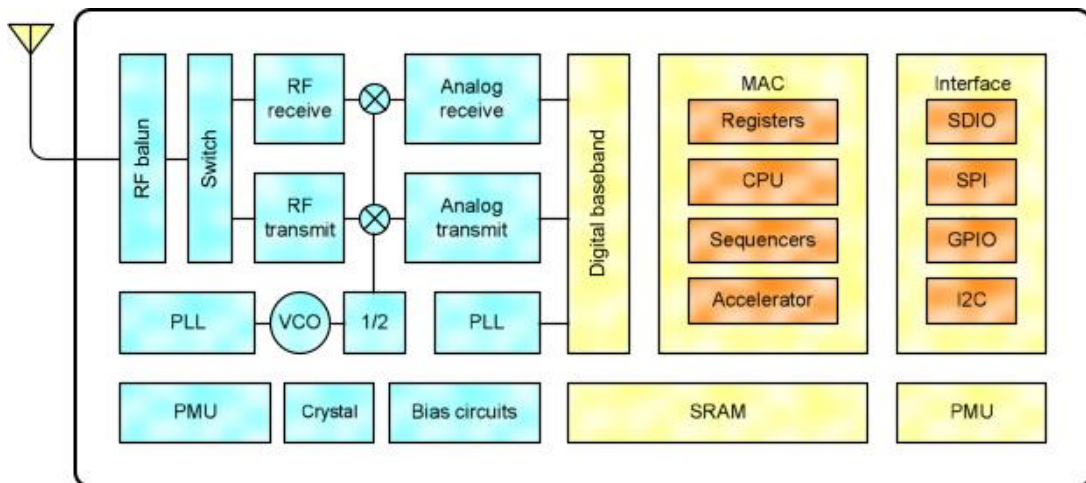 RF balun
Switch
RF
receive
Analog
receive
RF
transmit
Analog
transmit
PLL
VCO
1/2
PLL
Digital baseband
MAC
Registers
CPU
Sequencers
Accelerator
Interface
SDIO
SPI
GPIO
I2C
PMU
Crystal
Bias circuits
SRAM
PMU